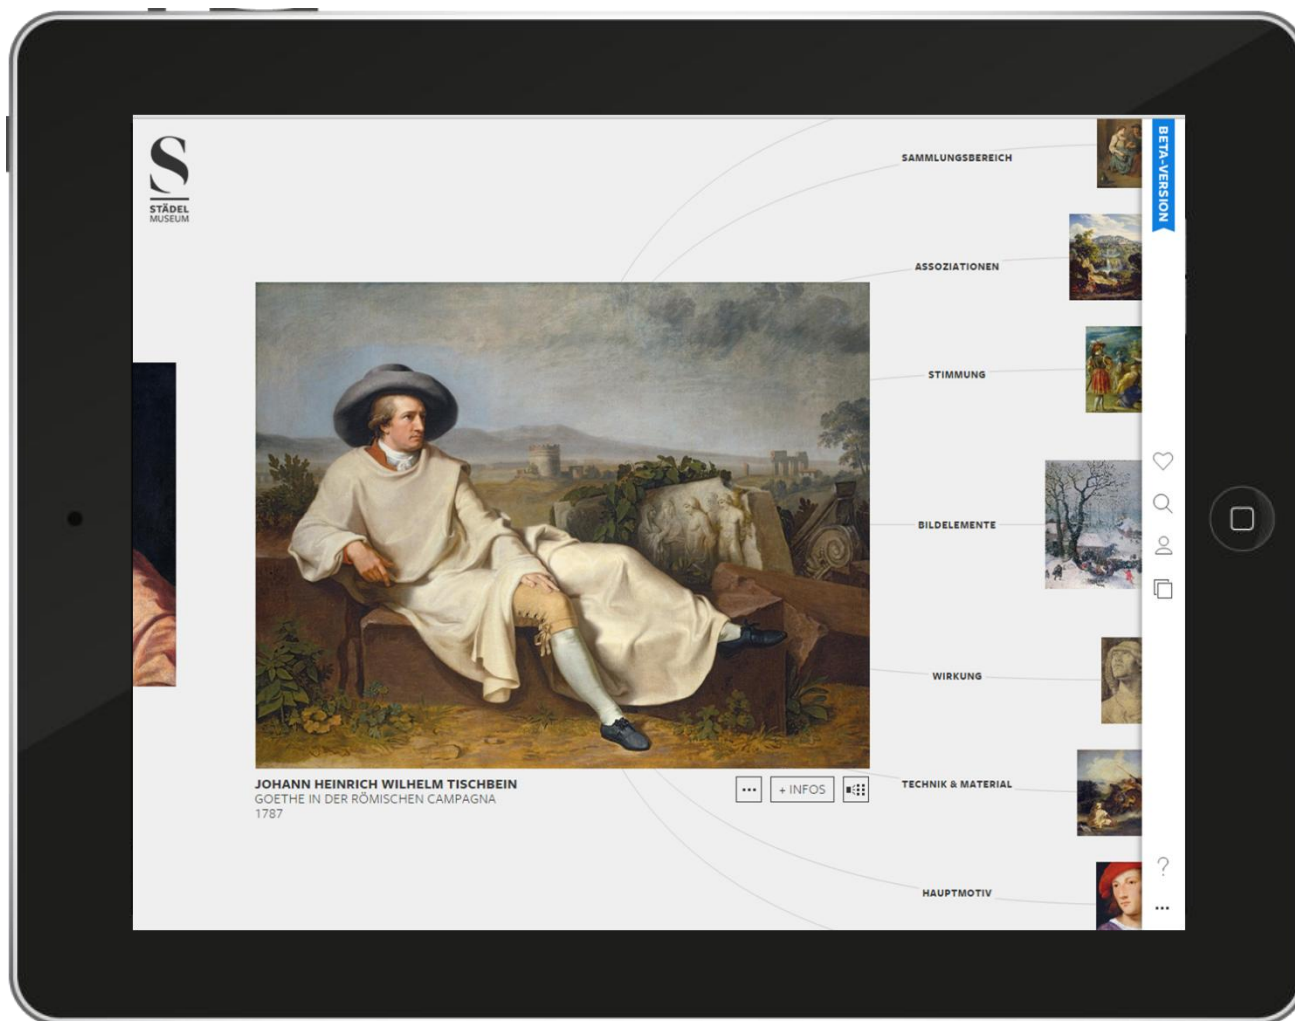 STÄDEL
MUSEUM
BETA-VERSION
SAMMLUNGSBEREICH
ASSOZIATIONEN
STIMMUNG
BILDELEMENTE
WIRKUNG
TECHNIK & MATERIAL
HAUPTMOTIV
JOHANN HEINRICH WILHELM TISCHBEIN
GOETHE IN DER RÖMISCHEN CAMPAGNA
1787
+ INFOS
?